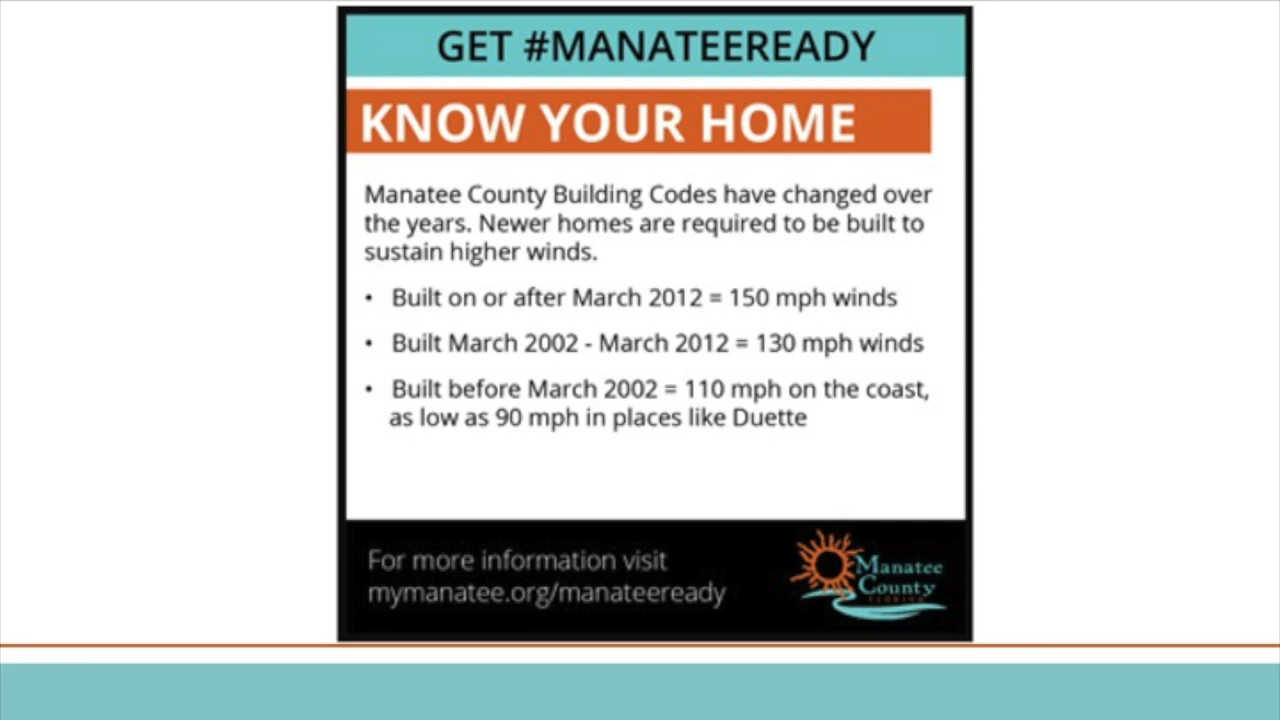 GET #MANATEEREADY
KNOW YOUR HOME
Manatee County Building Codes have changed over
the years. Newer homes are required to be built to
sustain higher winds.
• Built on or after March 2012 = 150 mph winds
• Built March 2002 - March 2012 = 130 mph winds
• Built before March 2002 = 110 mph on the coast,
as low as 90 mph in places like Duette
For more information visit
mymanatee.org/manateeready
Manatee
County
FLORIDA